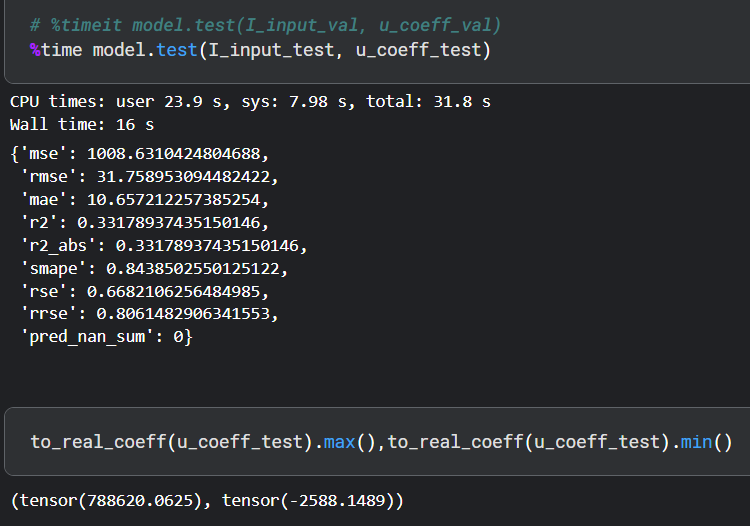 # %timeit model.test(I_input_val, u_coeff_val)
%time model.test(I_input_test, u_coeff_test)
CPU times: user 23.9 s, sys: 7.98 s, total: 31.8 s
Wall time: 16 s
{'mse': 1008.6310424804688,
'rmse': 31.758953094482422,
'mae': 10.657212257385254,
'r2': 0.33178937435150146,
'r2_abs': 0.33178937435150146,
'smape': 0.8438502550125122,
'rse': 0.6682106256484985,
'rrse': 0.8061482906341553,
'pred_nan_sum': 0}
to_real_coeff(u_coeff_test).max(),to_real_coeff(u_coeff_test).min()
(tensor(788620.0625), tensor(-2588.1489))